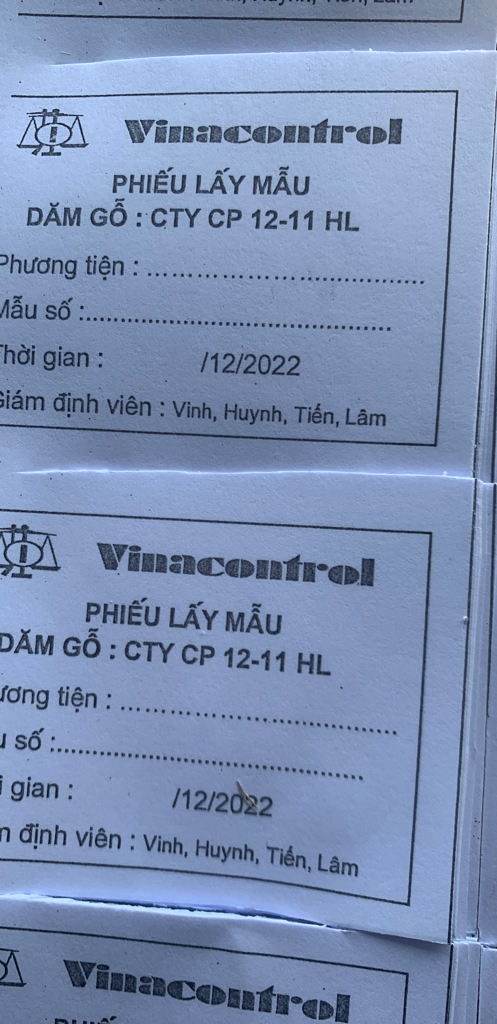 Vinacontrol
PHIẾU LẤY MẪU
DĂM GỖ : CTY CP 12-11 HL
Phương tiện : ........................................
Mẫu số :..............................................
Thời gian : /12/2022
Giám định viên : Vinh, Huynh, Tiến, Lâm
Vinacontrol
PHIẾU LẤY MẪU
DĂM GỖ : CTY CP 12-11 HL
ương tiện : ........................................
số :..............................................
gian : /12/2022
định viên : Vinh, Huynh, Tiến, Lâm
Vinacontrol